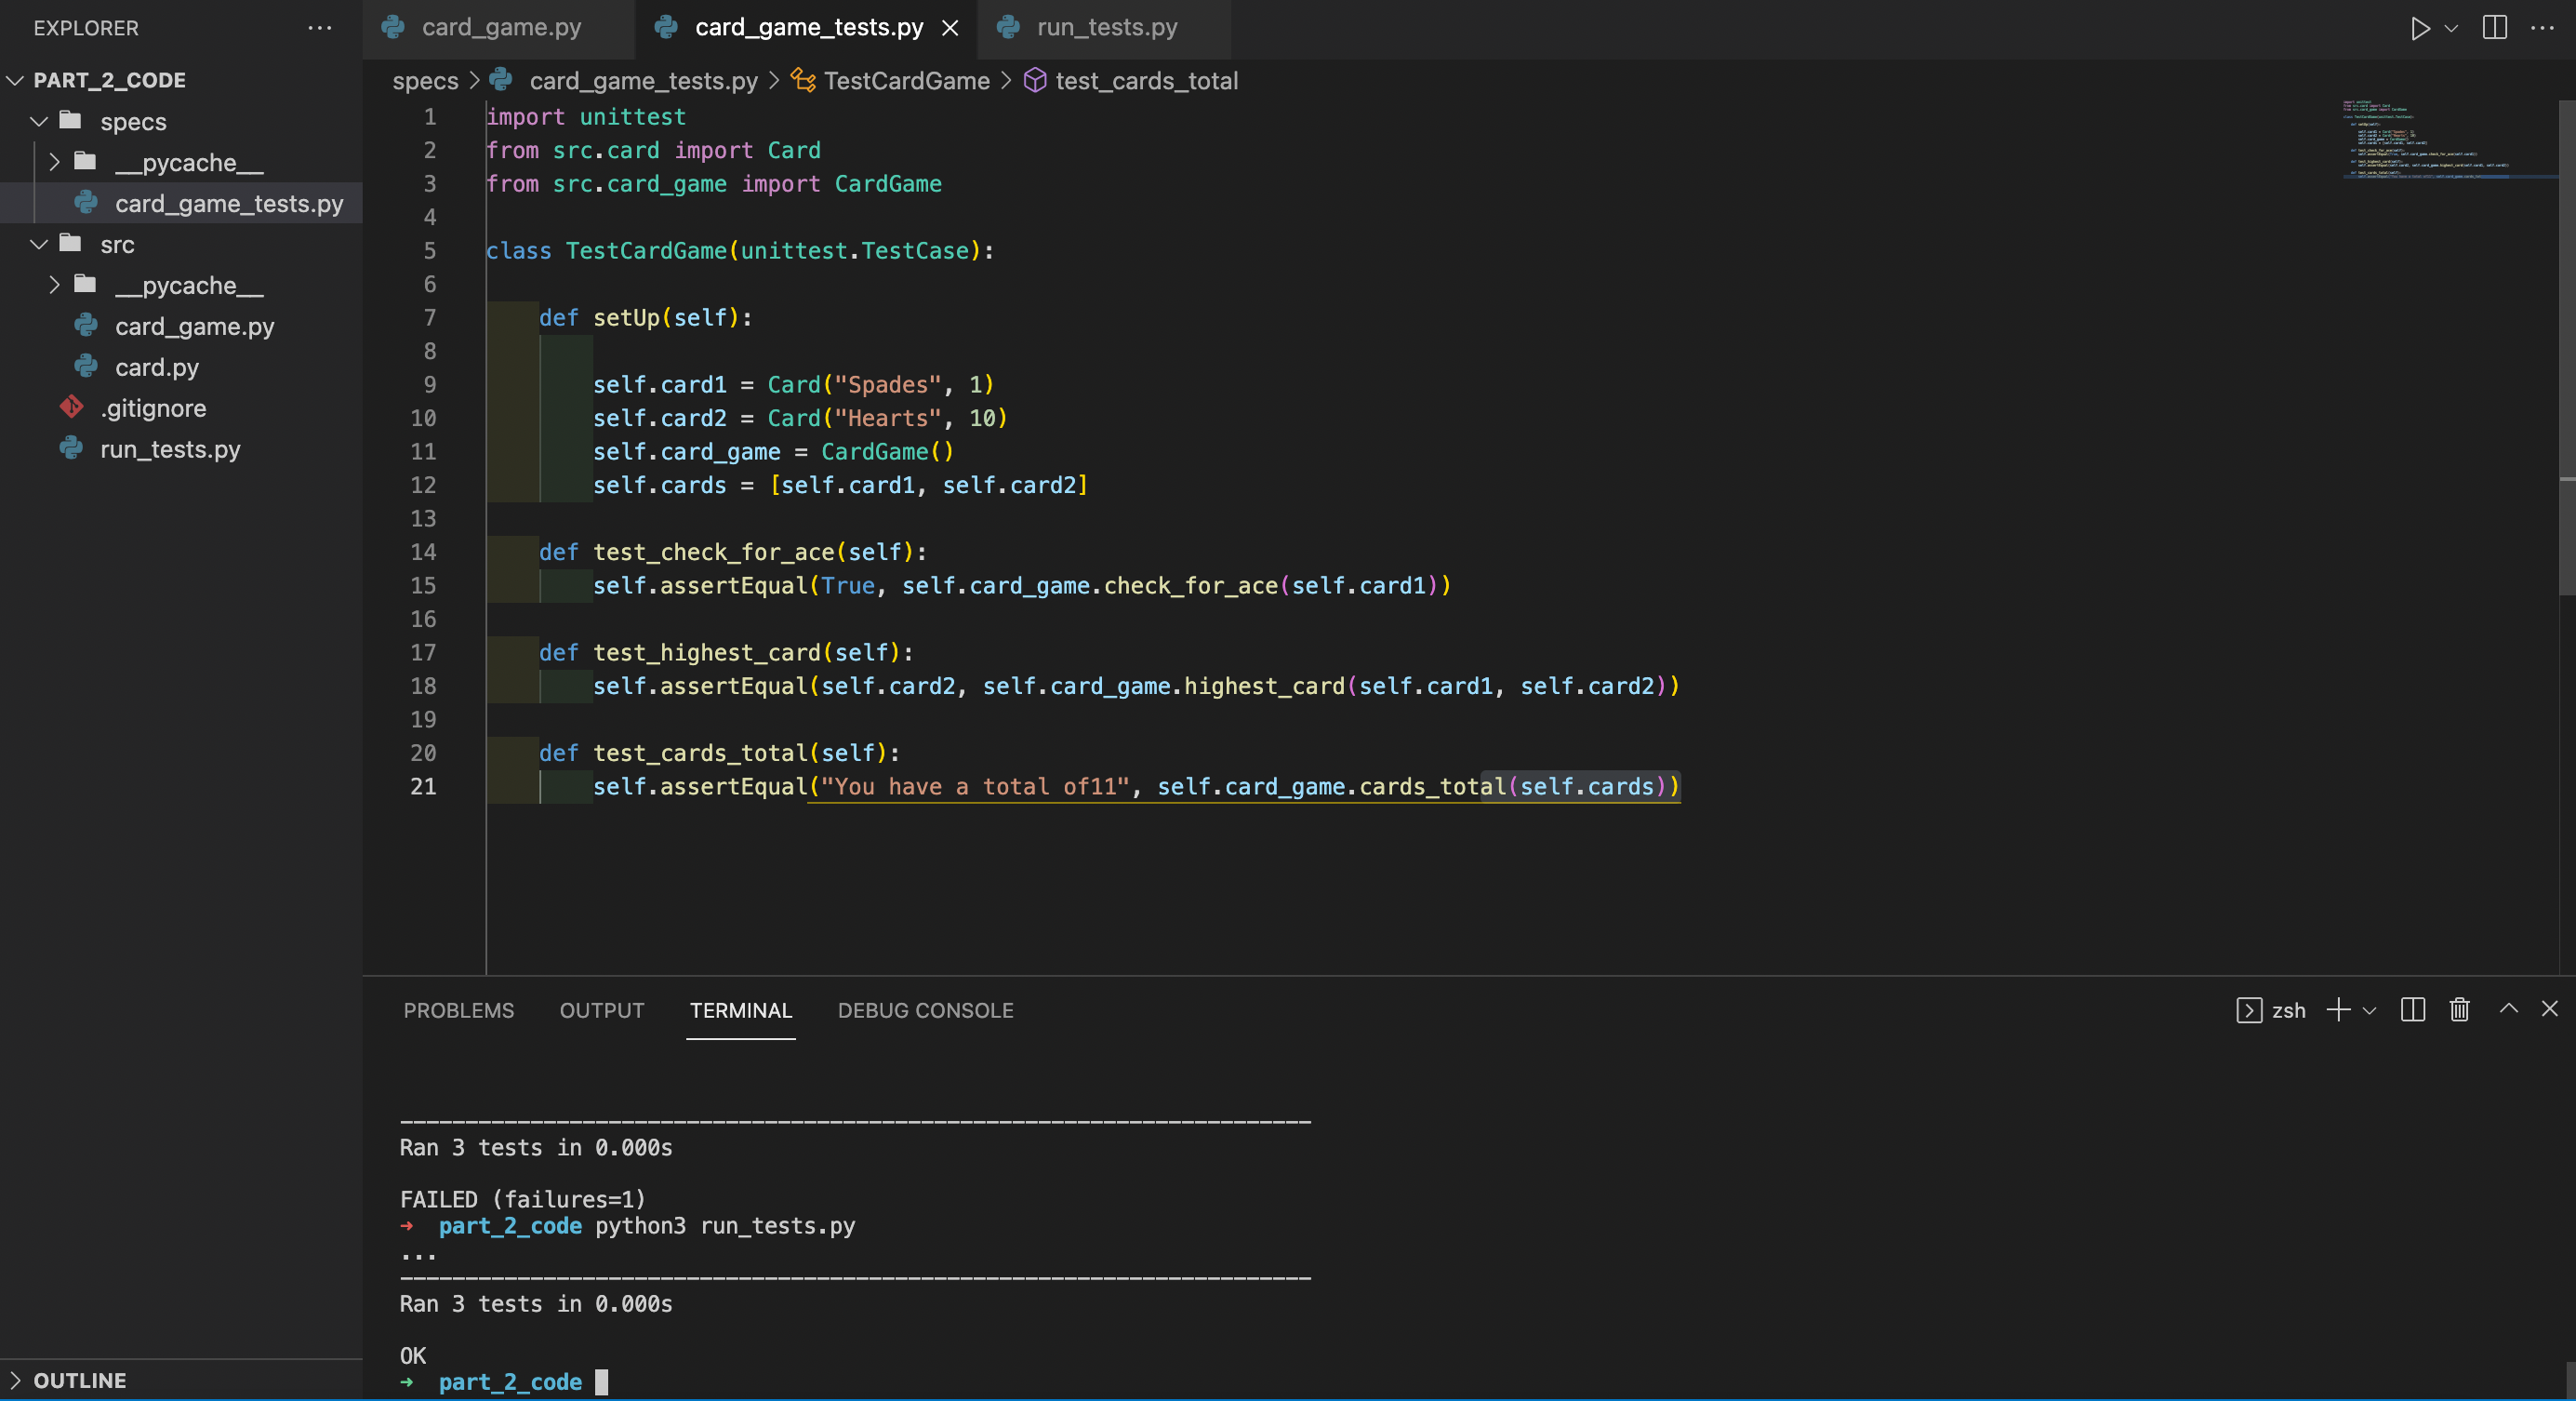 EXPLORER
PART_2_CODE
specs
__pycache__
card_game_tests.py
src
__pycache__
card_game.py
card.py
.gitignore
run_tests.py
OUTLINE
card_game.py card_game_tests.py run_tests.py
specs > card_game_tests.py > TestCardGame > test_cards_total
1 import unittest
2 from src.card import Card
3 from src.card_game import CardGame
4
5 class TestCardGame(unittest.TestCase):
6
7 def setUp(self):
8
9 self.card1 = Card("Spades", 1)
10 self.card2 = Card("Hearts", 10)
11 self.card_game = CardGame()
12 self.cards = [self.card1, self.card2]
13
14 def test_check_for_ace(self):
15 self.assertEqual(True, self.card_game.check_for_ace(self.card1))
16
17 def test_highest_card(self):
18 self.assertEqual(self.card2, self.card_game.highest_card(self.card1, self.card2))
19
20 def test_cards_total(self):
21 self.assertEqual("You have a total of11", self.card_game.cards_total(self.cards))
PROBLEMS OUTPUT TERMINAL DEBUG CONSOLE zsh
----------------------------------------------------------------------
Ran 3 tests in 0.000s
FAILED (failures=1)
→ part_2_code python3 run_tests.py
...
----------------------------------------------------------------------
Ran 3 tests in 0.000s
OK
→ part_2_code